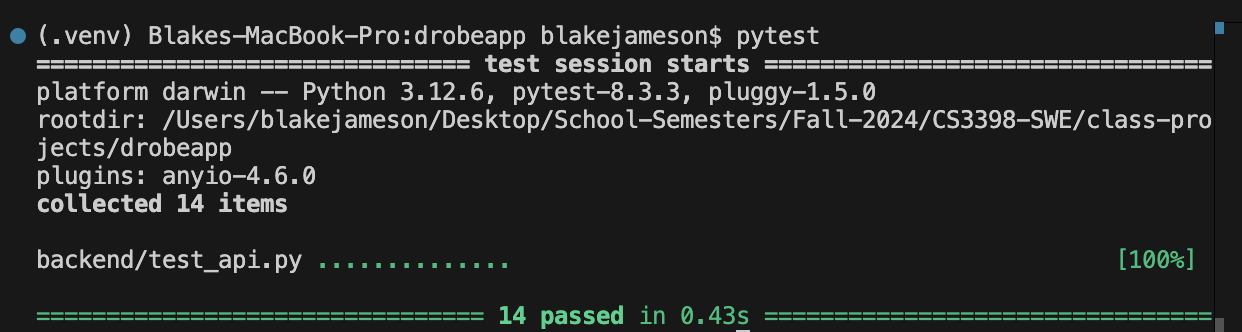 (.venv) Blakes-MacBook-Pro:drobeapp blakejameson$ pytest
=============================== test session starts ================================
platform darwin -- Python 3.12.6, pytest-8.3.3, pluggy-1.5.0
rootdir: /Users/blakejameson/Desktop/School-Semesters/Fall-2024/CS3398-SWE/class-pro
jects/drobeapp
plugins: anyio-4.6.0
collected 14 items
backend/test_api.py .............. [100%]
================================ 14 passed in 0.43s ================================